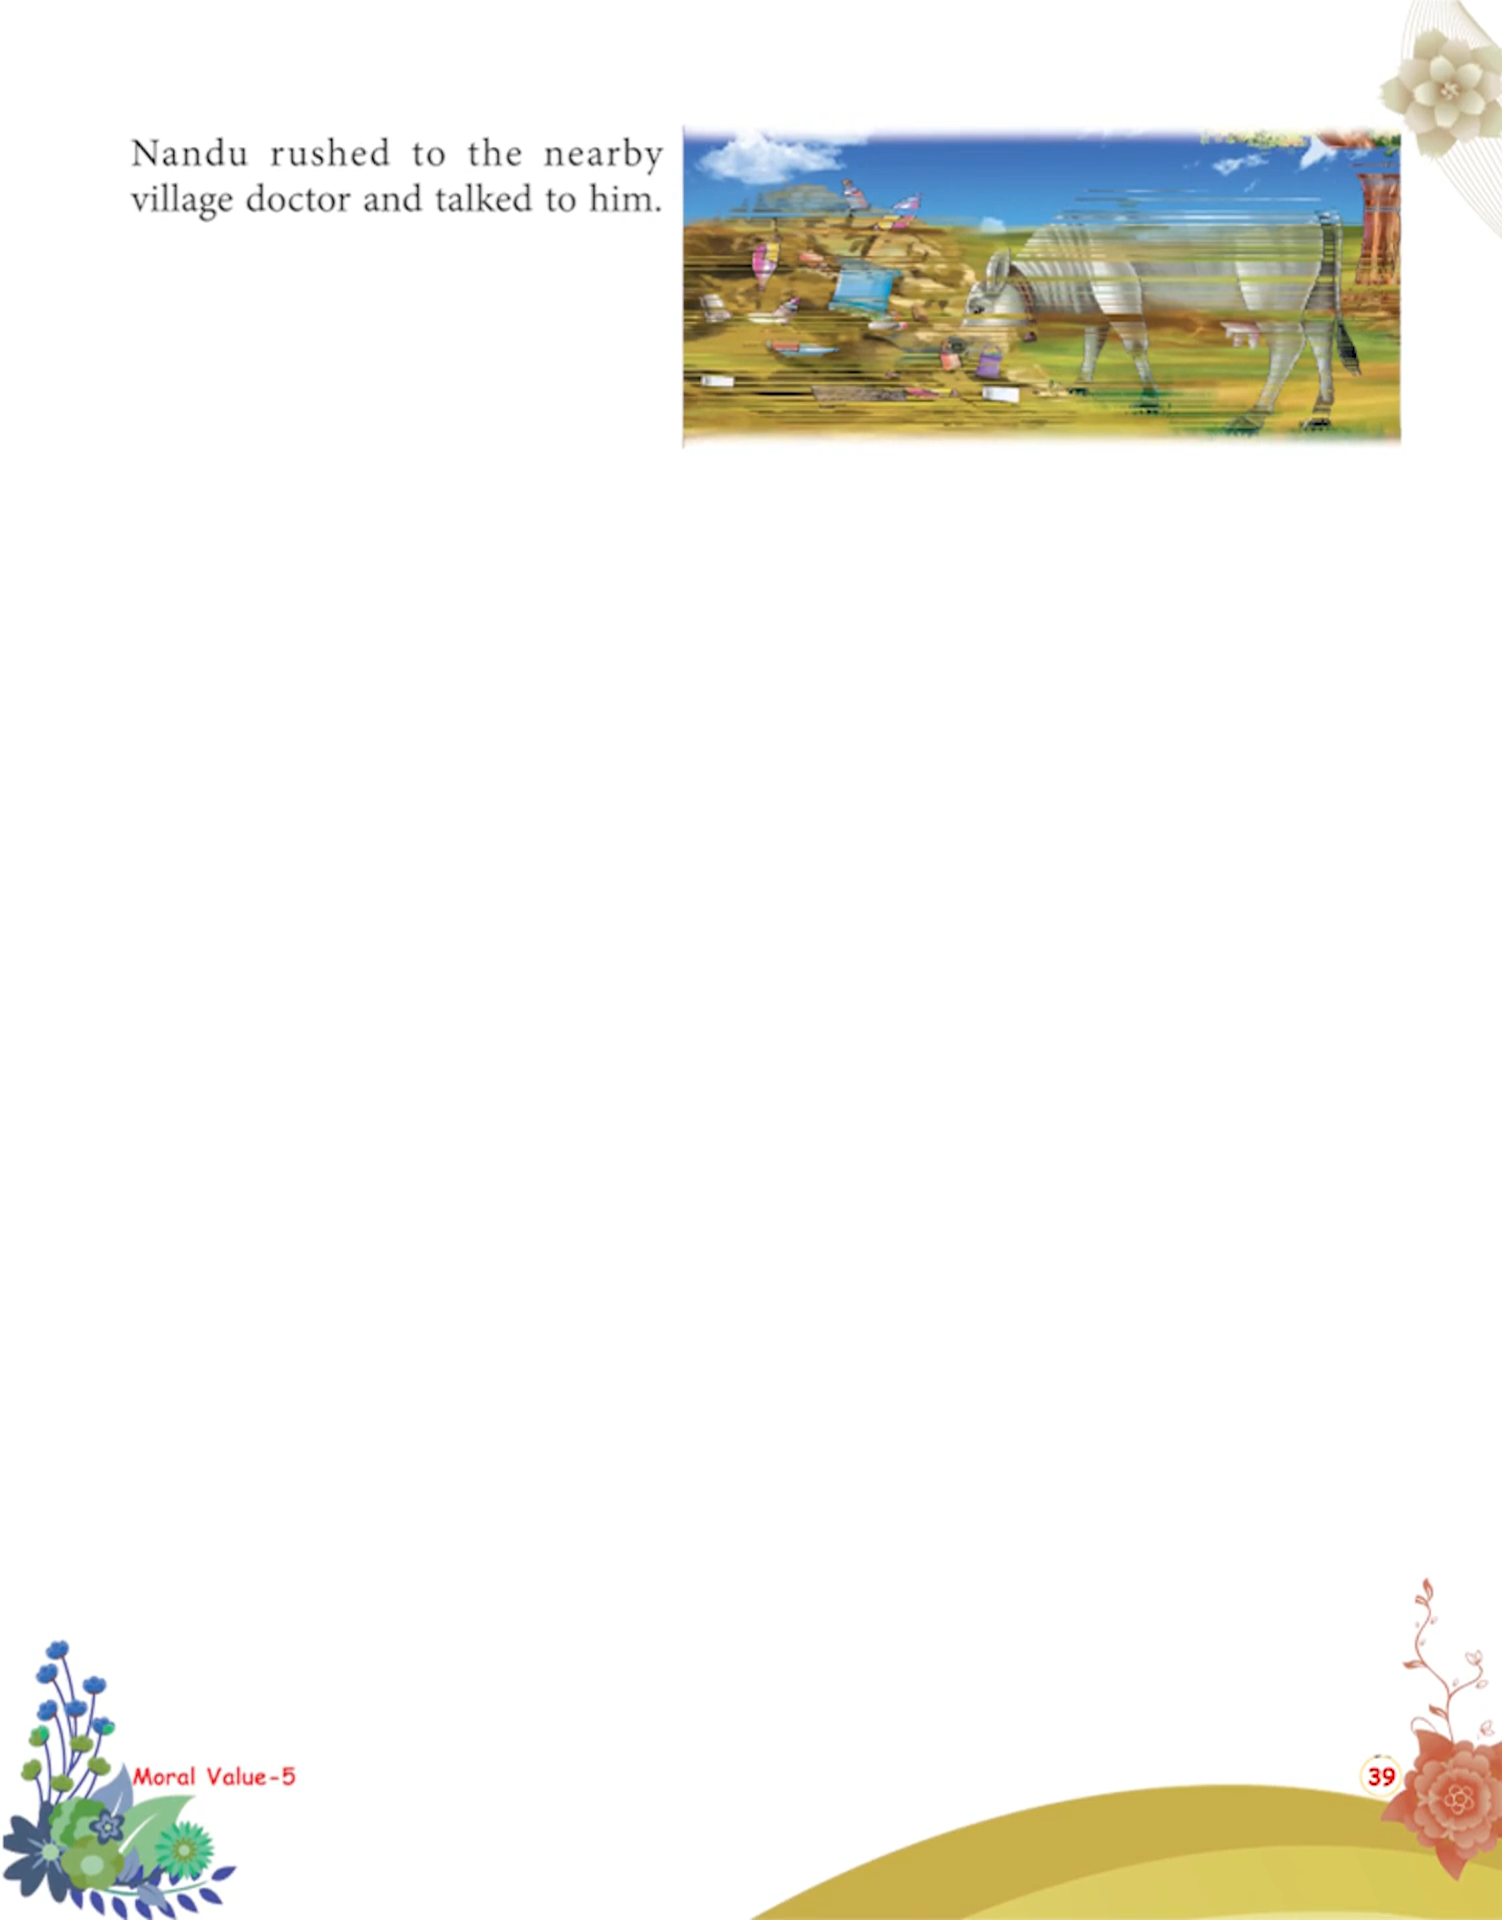 Nandu rushed to the nearby
village doctor and talked to him.
Moral Value-5
39